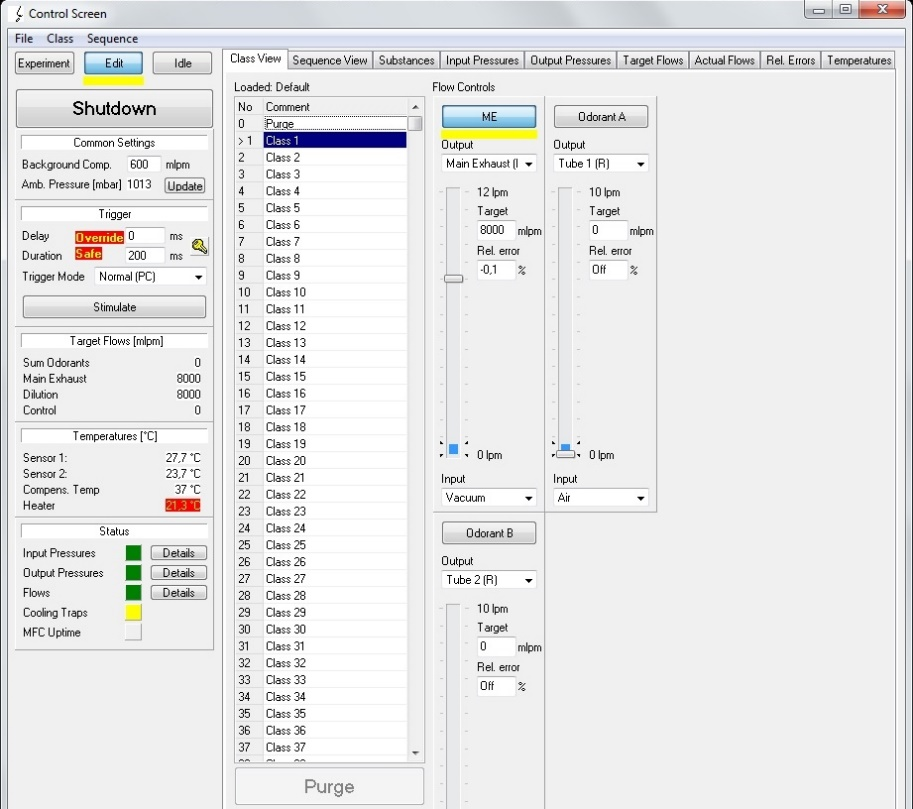 Control Screen
File Class Sequence
Experiment Edit Idle
Shutdown
Common Settings
Background Comp. 600 mlpm
Amb. Pressure [mbar] 1013 Update
Trigger
Delay Override 0 ms
Duration Safe 200 ms
Trigger Mode Normal (PC)
Stimulate
Target Flows [mlpm]
Sum Odorants 0
Main Exhaust 8000
Dilution 8000
Control 0
Temperatures [°C]
Sensor 1: 27,7 °C
Sensor 2: 23,7 °C
Compens. Temp 37 °C
Heater 21,3 °C
Status
Input Pressures Details
Output Pressures Details
Flows Details
Cooling Traps
MFC Uptime
Class View Sequence View Substances Input Pressures Output Pressures Target Flows Actual Flows Rel. Errors Temperatures
Loaded: Default
No Comment
0 Purge
> 1 Class 1
2 Class 2
3 Class 3
4 Class 4
5 Class 5
6 Class 6
7 Class 7
8 Class 8
9 Class 9
10 Class 10
11 Class 11
12 Class 12
13 Class 13
14 Class 14
15 Class 15
16 Class 16
17 Class 17
18 Class 18
19 Class 19
20 Class 20
21 Class 21
22 Class 22
23 Class 23
24 Class 24
25 Class 25
26 Class 26
27 Class 27
28 Class 28
29 Class 29
30 Class 30
31 Class 31
32 Class 32
33 Class 33
34 Class 34
35 Class 35
36 Class 36
37 Class 37
Purge
Flow Controls
ME
Output
Main Exhaust (
12 lpm
Target
8000 mlpm
Rel. error
-0,1 %
0 lpm
Input
Vacuum
Odorant A
Output
Tube 1 (R)
10 lpm
Target
0 mlpm
Rel. error
Off %
0 lpm
Input
Air
Odorant B
Output
Tube 2 (R)
10 lpm
Target
0 mlpm
Rel. error
Off %